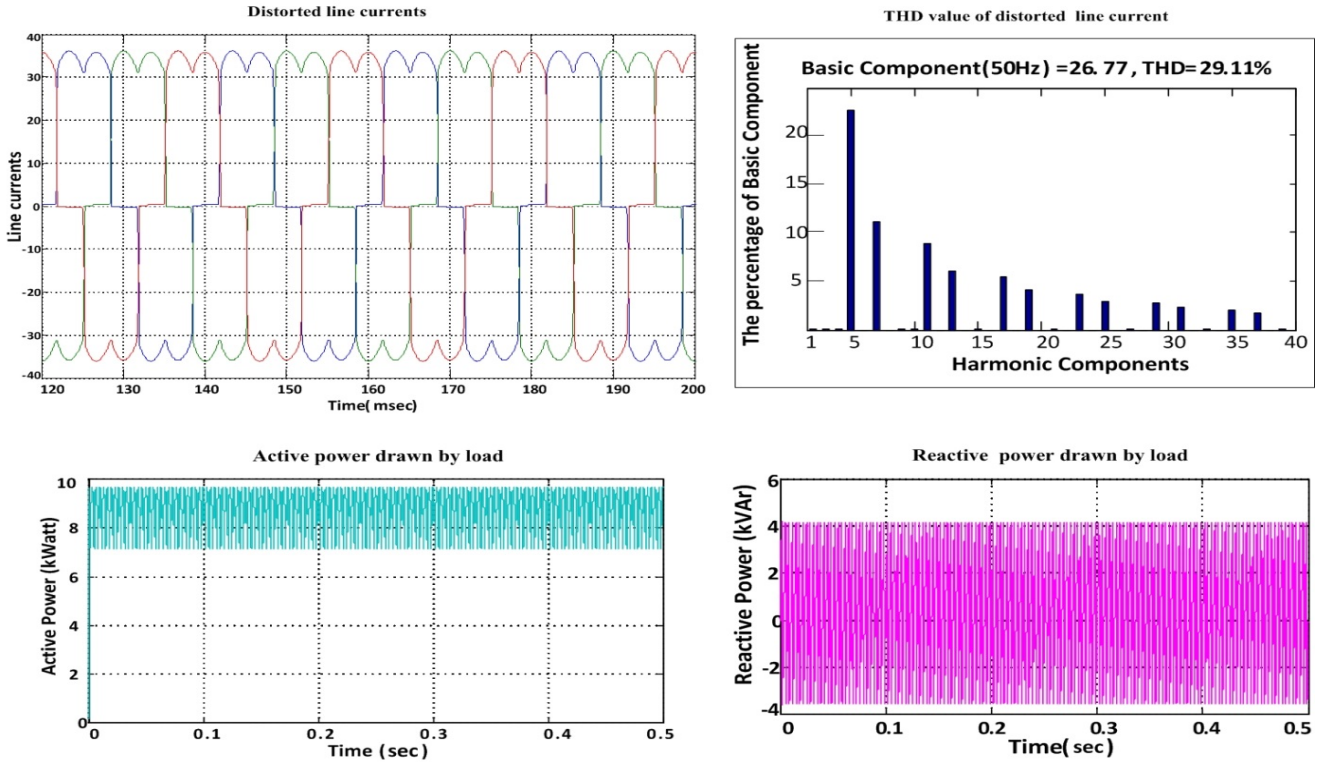 Distorted line currents
Line currents
40
30
20
10
0
-10
-20
-30
-40
120 130 140 150 160 170 180 190 200
Time( msec)
THD value of distorted line current
Basic Component(50Hz) =26.77, THD=29.11%
The percentage of Basic Component
20
15
10
5
1 5 10 15 20 25 30 35 40
Harmonic Components
Active power drawn by load
Active Power (kWatt)
10
8
6
4
2
0
0 0.1 0.2 0.3 0.4 0.5
Time (sec)
Reactive power drawn by load
Reactive Power (kVAr)
6
4
2
0
-2
-4
0 0.1 0.2 0.3 0.4 0.5
Time( sec)